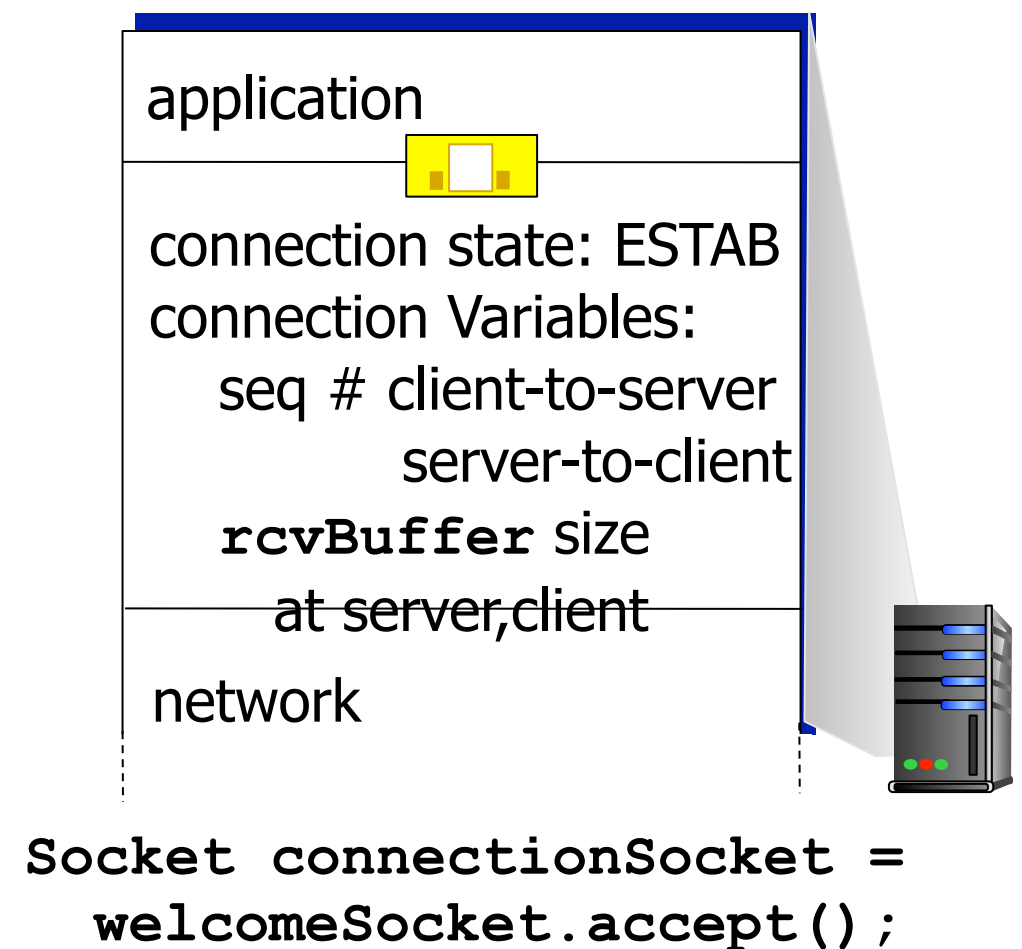 application
connection state: ESTAB
connection Variables:
seq # client-to-server
server-to-client
rcvBuffer size
at server,client
network
Socket connectionSocket =
welcomeSocket.accept();